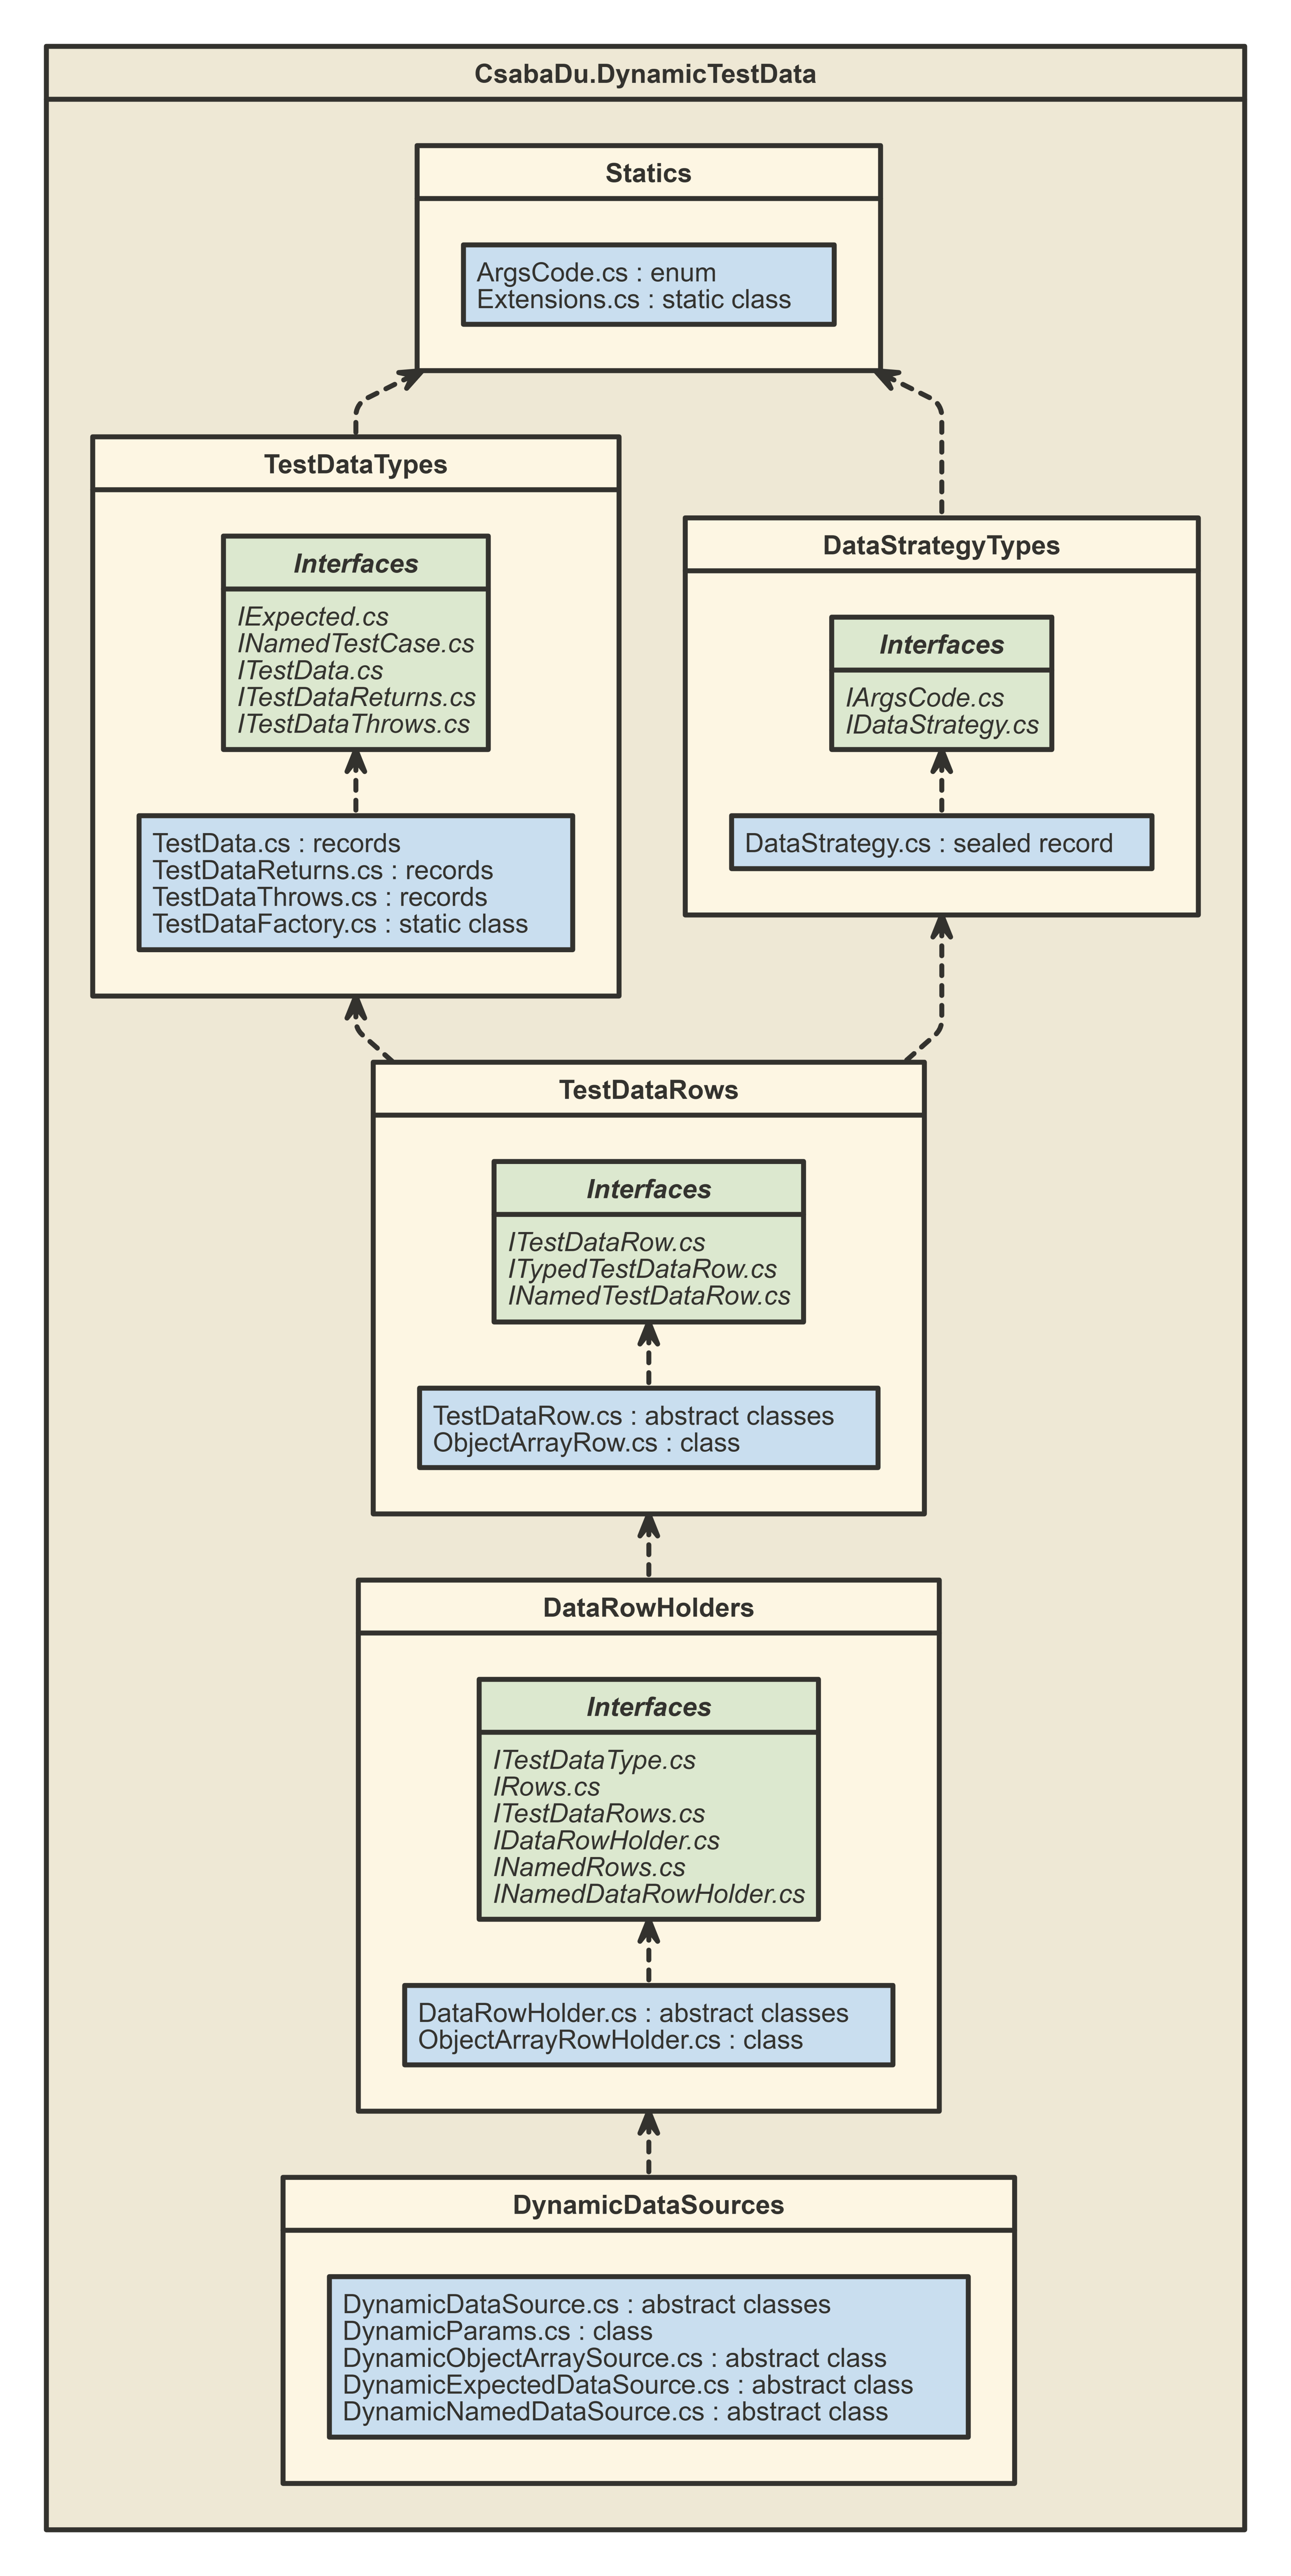 CsabaDu.DynamicTestData
Statics
ArgsCode.cs : enum
Extensions.cs : static class
TestDataTypes
Interfaces
IExpected.cs
INamedTestCase.cs
ITestData.cs
ITestDataReturns.cs
ITestDataThrows.cs
TestData.cs : records
TestDataReturns.cs : records
TestDataThrows.cs : records
TestDataFactory.cs : static class
DataStrategyTypes
Interfaces
IArgsCode.cs
IDataStrategy.cs
DataStrategy.cs : sealed record
TestDataRows
Interfaces
ITestDataRow.cs
ITypedTestDataRow.cs
INamedTestDataRow.cs
TestDataRow.cs : abstract classes
ObjectArrayRow.cs : class
DataRowHolders
Interfaces
ITestDataType.cs
IRows.cs
ITestDataRows.cs
IDataRowHolder.cs
INamedRows.cs
INamedDataRowHolder.cs
DataRowHolder.cs : abstract classes
ObjectArrayRowHolder.cs : class
DynamicDataSources
DynamicDataSource.cs : abstract classes
DynamicParams.cs : class
DynamicObjectArraySource.cs : abstract class
DynamicExpectedDataSource.cs : abstract class
DynamicNamedDataSource.cs : abstract class